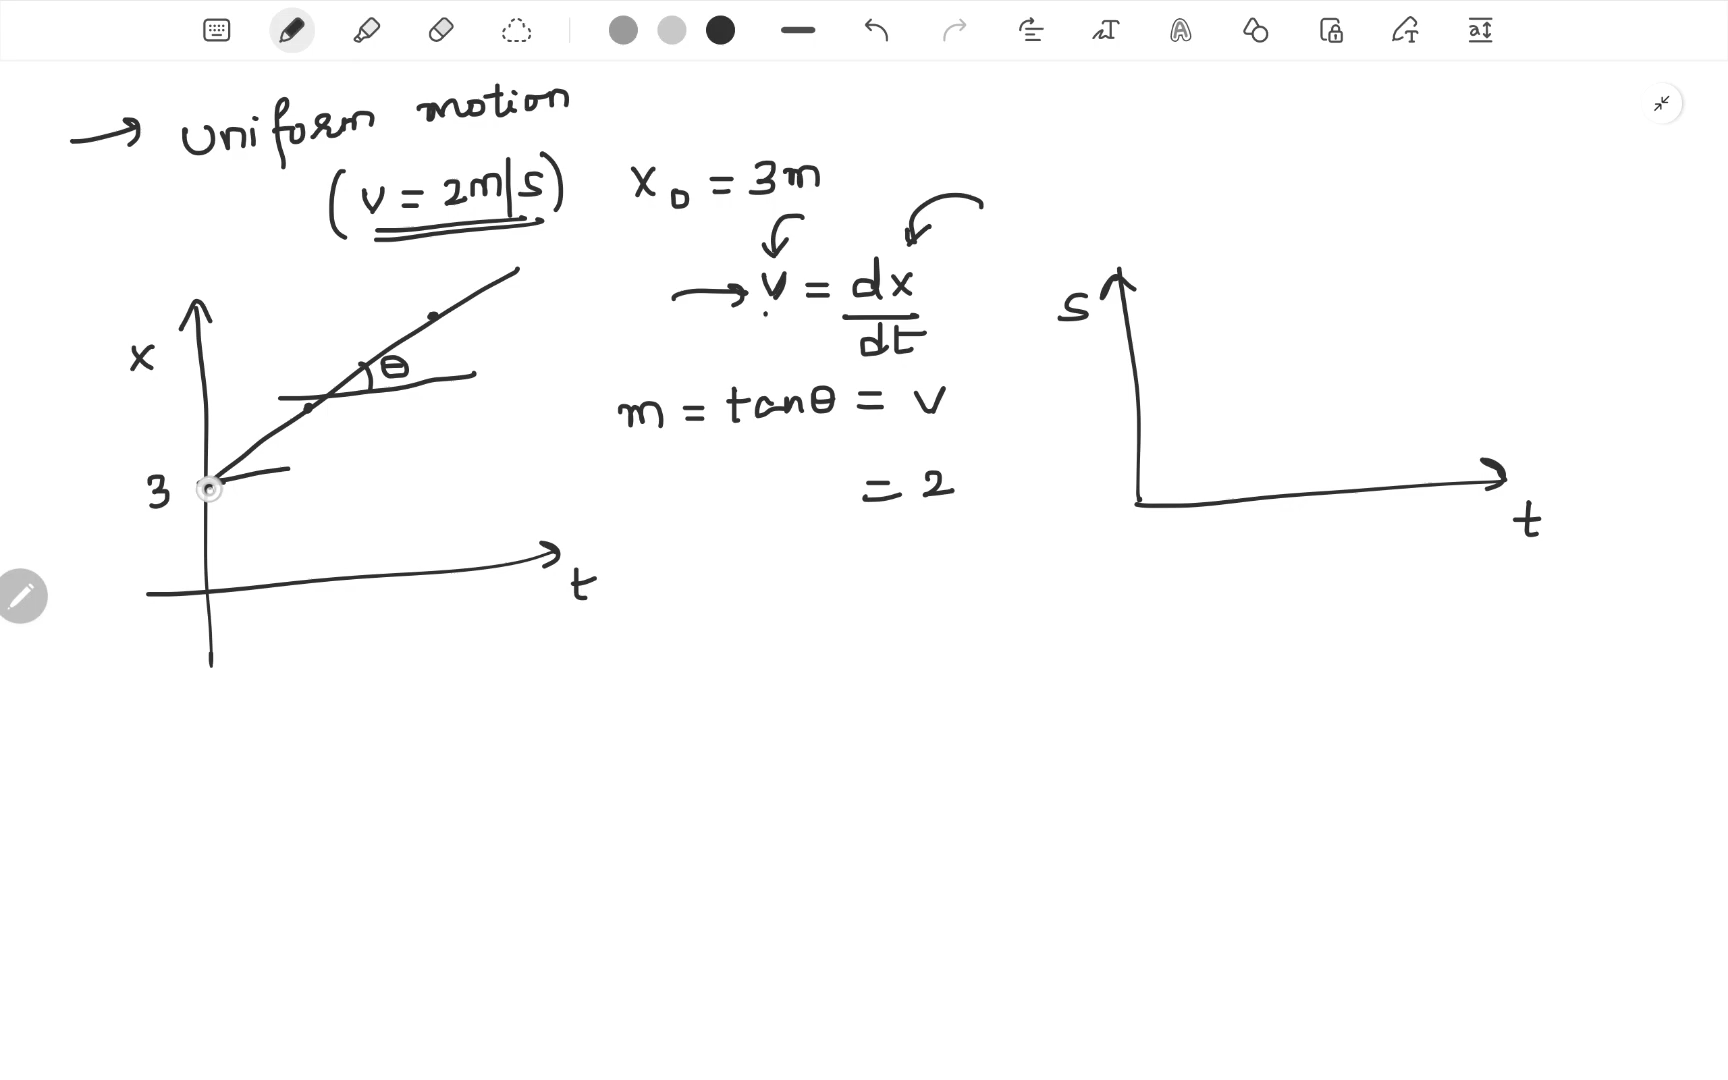 → uniform motion
(v = 2m|s) x₀ = 3m
→ v = dx
dt
x
θ
m = tanθ = v
3
= 2
t
s
t